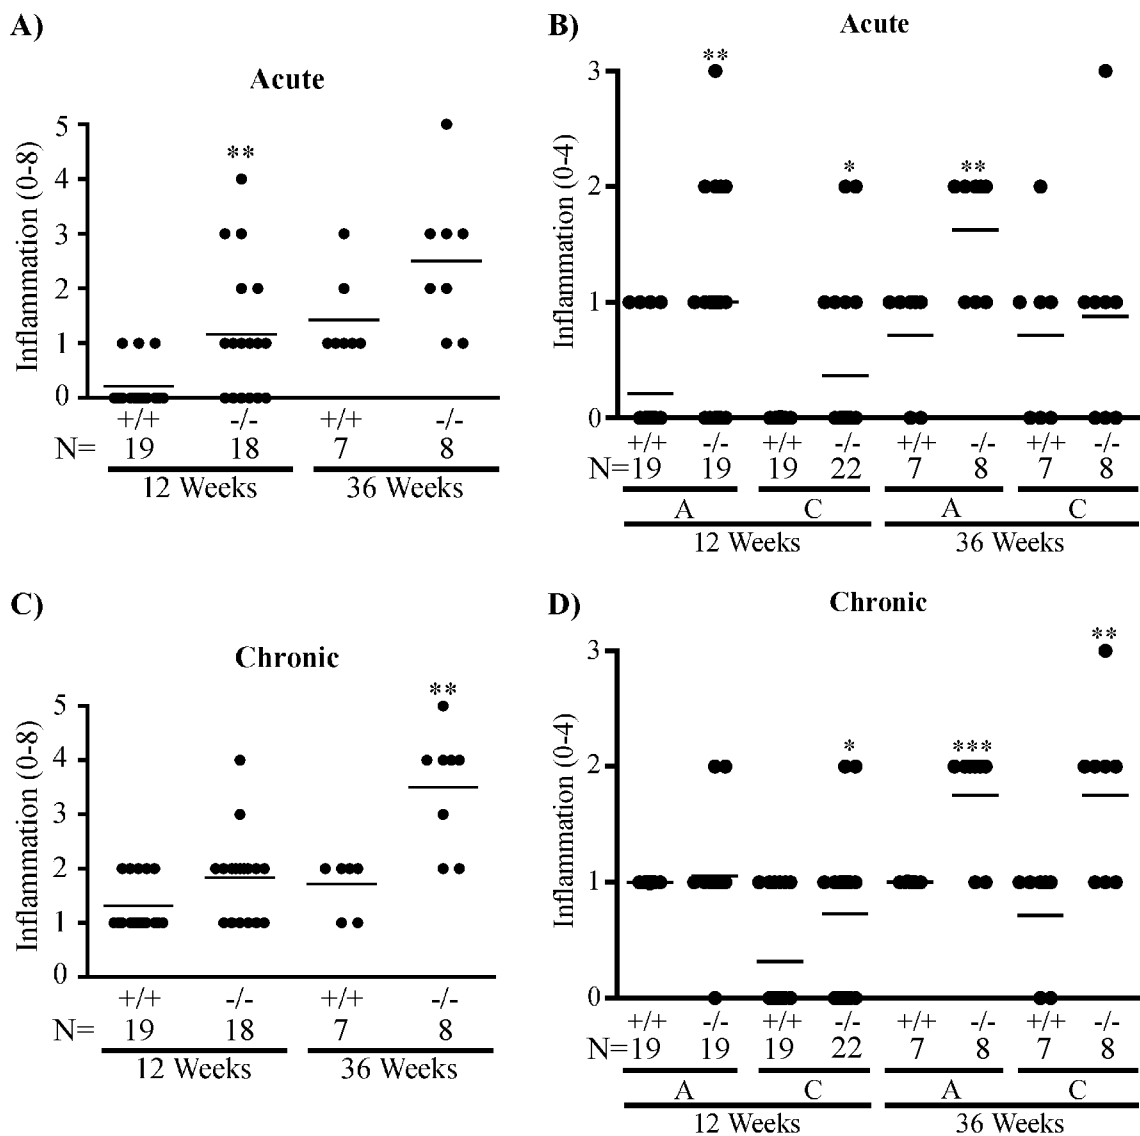 A)
Acute
Inflammation (0-8)
5
4
3
2
1
0
**
+/+ -/- +/+ -/-
N= 19 18 7 8
12 Weeks 36 Weeks
B)
Acute
Inflammation (0-4)
3
2
1
0
** * **
+/+ -/- +/+ -/- +/+ -/- +/+ -/-
N=19 19 19 22 7 8 7 8
A C A C
12 Weeks 36 Weeks
C)
Chronic
Inflammation (0-8)
5
4
3
2
1
0
**
+/+ -/- +/+ -/-
N= 19 18 7 8
12 Weeks 36 Weeks
D)
Chronic
Inflammation (0-4)
3
2
1
0
* *** **
+/+ -/- +/+ -/- +/+ -/- +/+ -/-
N=19 19 19 22 7 8 7 8
A C A C
12 Weeks 36 Weeks